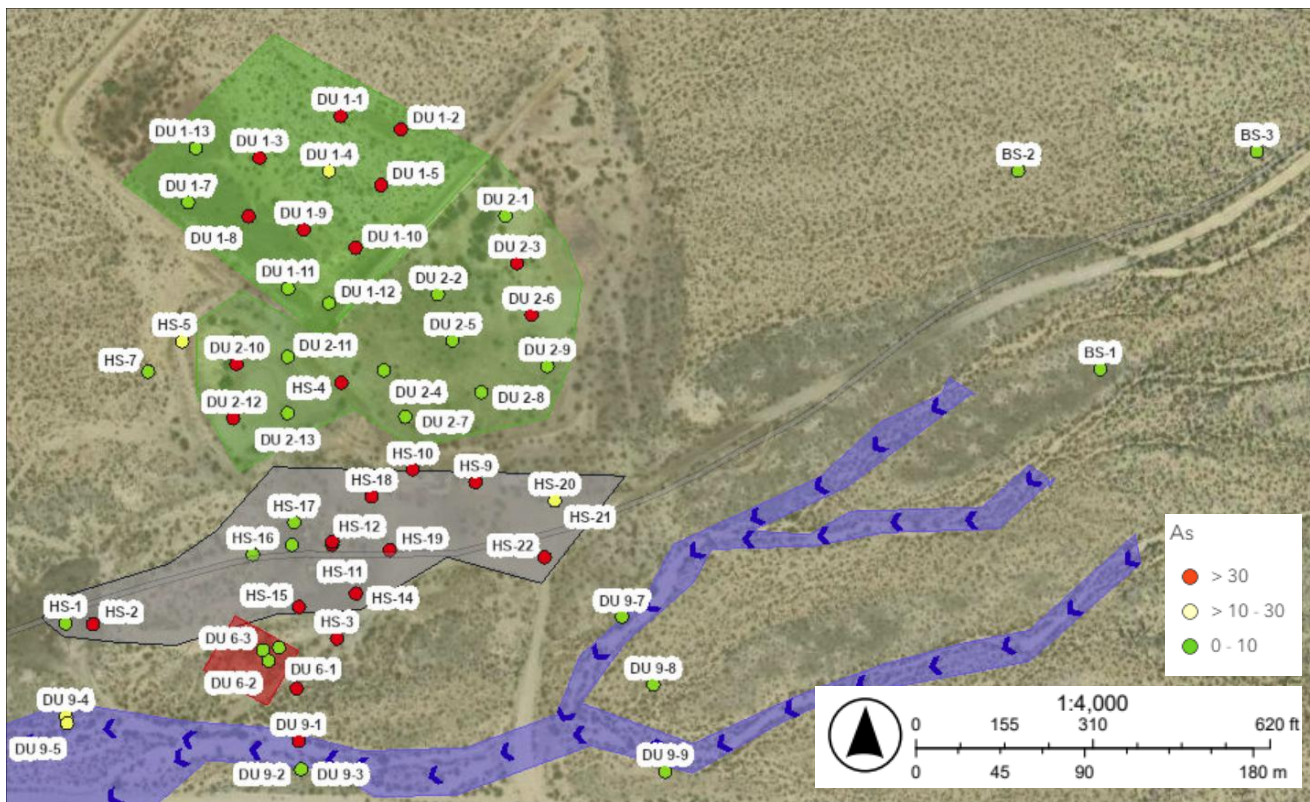 DU 1-1
DU 1-2
DU 1-13
DU 1-3
DU 1-4
DU 1-5
DU 1-7
DU 1-8
DU 1-9
DU 1-10
DU 1-11
DU 1-12
DU 2-1
DU 2-3
DU 2-2
DU 2-6
DU 2-5
DU 2-9
DU 2-8
DU 2-4
DU 2-7
HS-5
HS-7
DU 2-10
DU 2-11
HS-4
DU 2-12
DU 2-13
BS-3
BS-2
BS-1
HS-10
HS-18
HS-9
HS-20
HS-21
HS-17
HS-12
HS-16
HS-19
HS-22
HS-11
HS-14
HS-15
HS-1
HS-2
HS-3
DU 6-3
DU 6-1
DU 6-2
DU 9-4
DU 9-5
DU 9-1
DU 9-2
DU 9-3
DU 9-7
DU 9-8
DU 9-9
As
> 30
> 10 - 30
0 - 10
1:4,000
0 155 310 620 ft
0 45 90 180 m